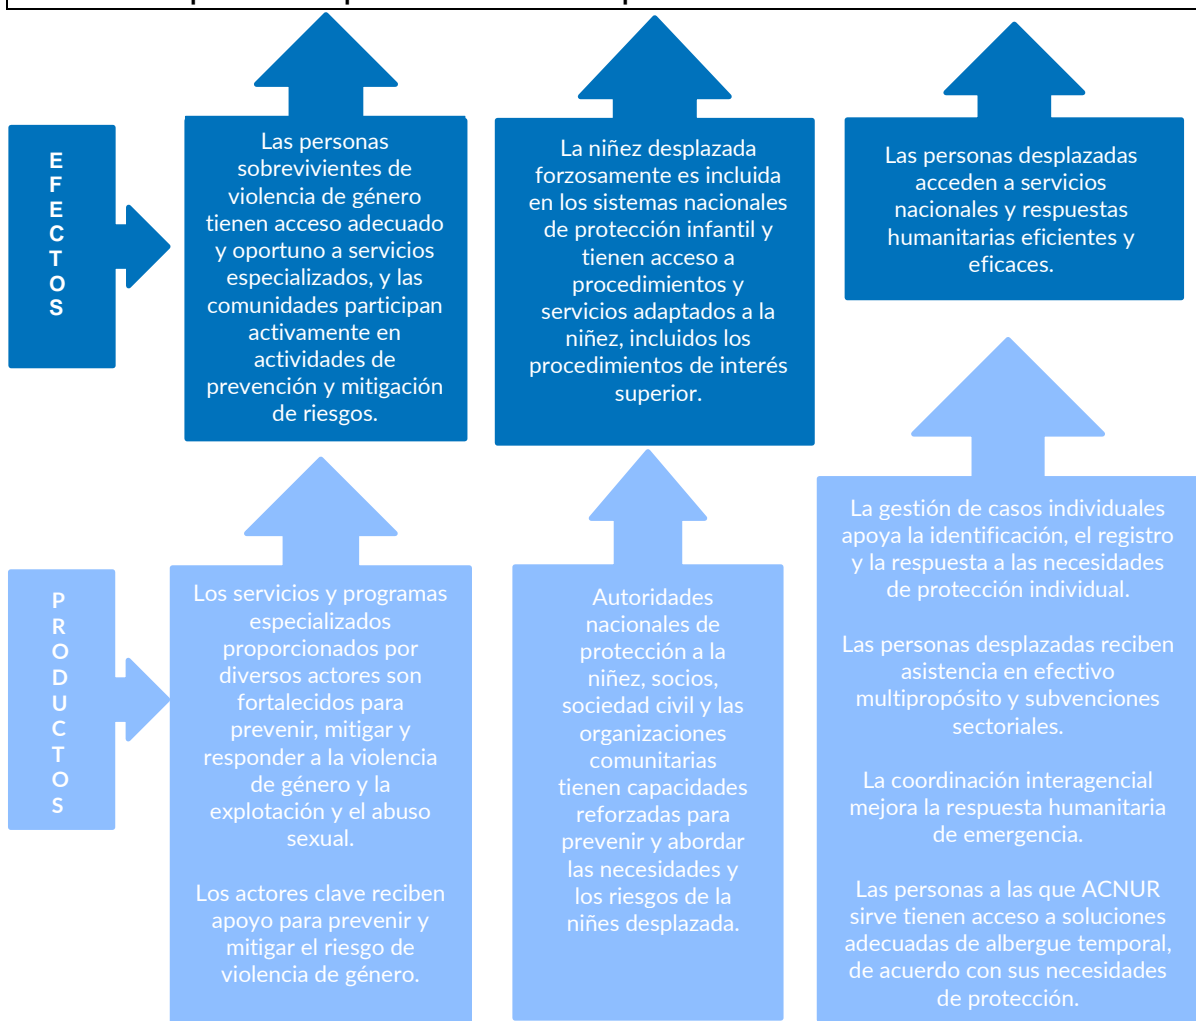 EFECTOS
Las personas
sobrevivientes de
violencia de género
tienen acceso adecuado
y oportuno a servicios
especializados, y las
comunidades participan
activamente en
actividades de
prevención y mitigación
de riesgos.
La niñez desplazada
forzosamente es incluida
en los sistemas nacionales
de protección infantil y
tienen acceso a
procedimientos y
servicios adaptados a la
niñez, incluidos los
procedimientos de interés
superior.
Las personas desplazadas
acceden a servicios
nacionales y respuestas
humanitarias eficientes y
eficaces.
PRODUCTOS
Los servicios y programas
especializados
proporcionados por
diversos actores son
fortalecidos para
prevenir, mitigar y
responder a la violencia
de género y la
explotación y el abuso
sexual.
Los actores clave reciben
apoyo para prevenir y
mitigar el riesgo de
violencia de género.
Autoridades
nacionales de
protección a la
niñez, socios,
sociedad civil y las
organizaciones
comunitarias
tienen capacidades
reforzadas para
prevenir y abordar
las necesidades y
los riesgos de la
niñes desplazada.
La gestión de casos individuales
apoya la identificación, el registro
y la respuesta a las necesidades
de protección individual.
Las personas desplazadas reciben
asistencia en efectivo
multipropósito y subvenciones
sectoriales.
La coordinación interagencial
mejora la respuesta humanitaria
de emergencia.
Las personas a las que ACNUR
sirve tienen acceso a soluciones
adecuadas de albergue temporal,
de acuerdo con sus necesidades
de protección.